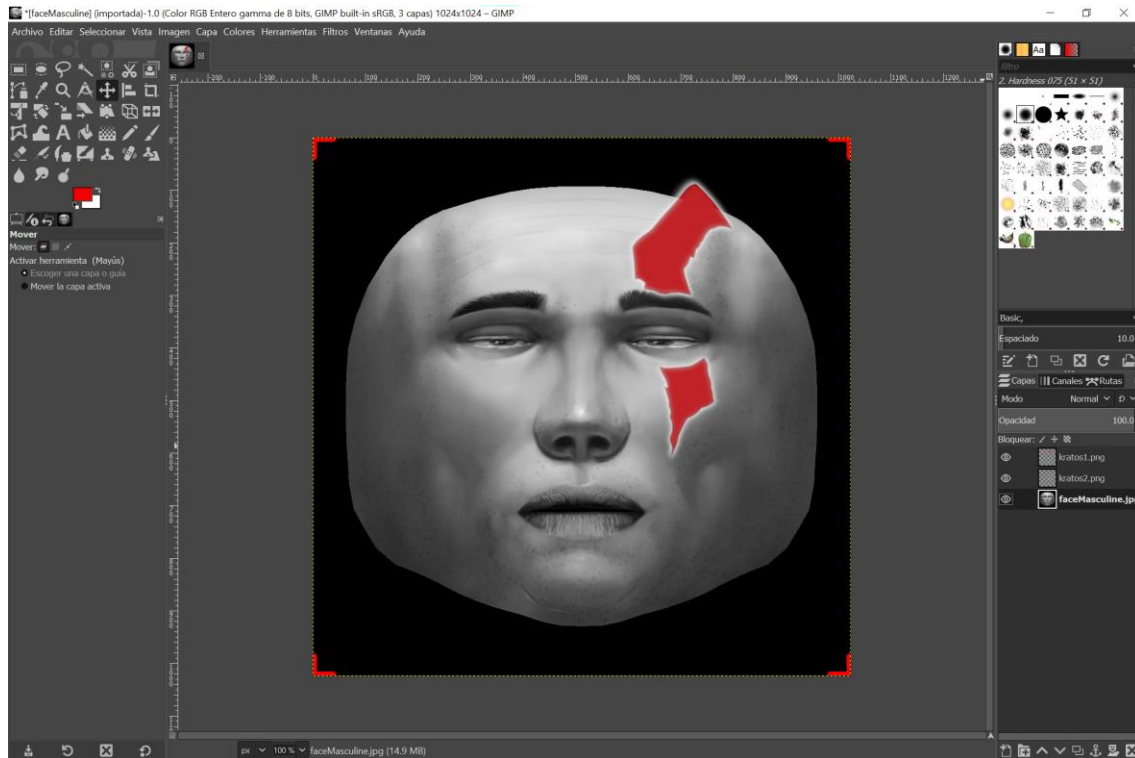 *[faceMasculine] (importada)-1.0 (Color RGB Entero gamma de 8 bits, GIMP built-in sRGB, 3 capas) 1024x1024 – GIMP
Archivo Editar Seleccionar Vista Imagen Capa Colores Herramientas Filtros Ventanas Ayuda
filtro
2. Hardness 075 (51 × 51)
Mover
Mover:
Activar herramienta (Mayús)
Escoger una capa o guía
Mover la capa activa
Basic,
Espaciado 10.0
Capas Canales Rutas
Modo Normal
Opacidad 100.0
Bloquear:
kratos1.png
kratos2.png
faceMasculine.jp
px 100 % faceMasculine.jpg (14.9 MB)